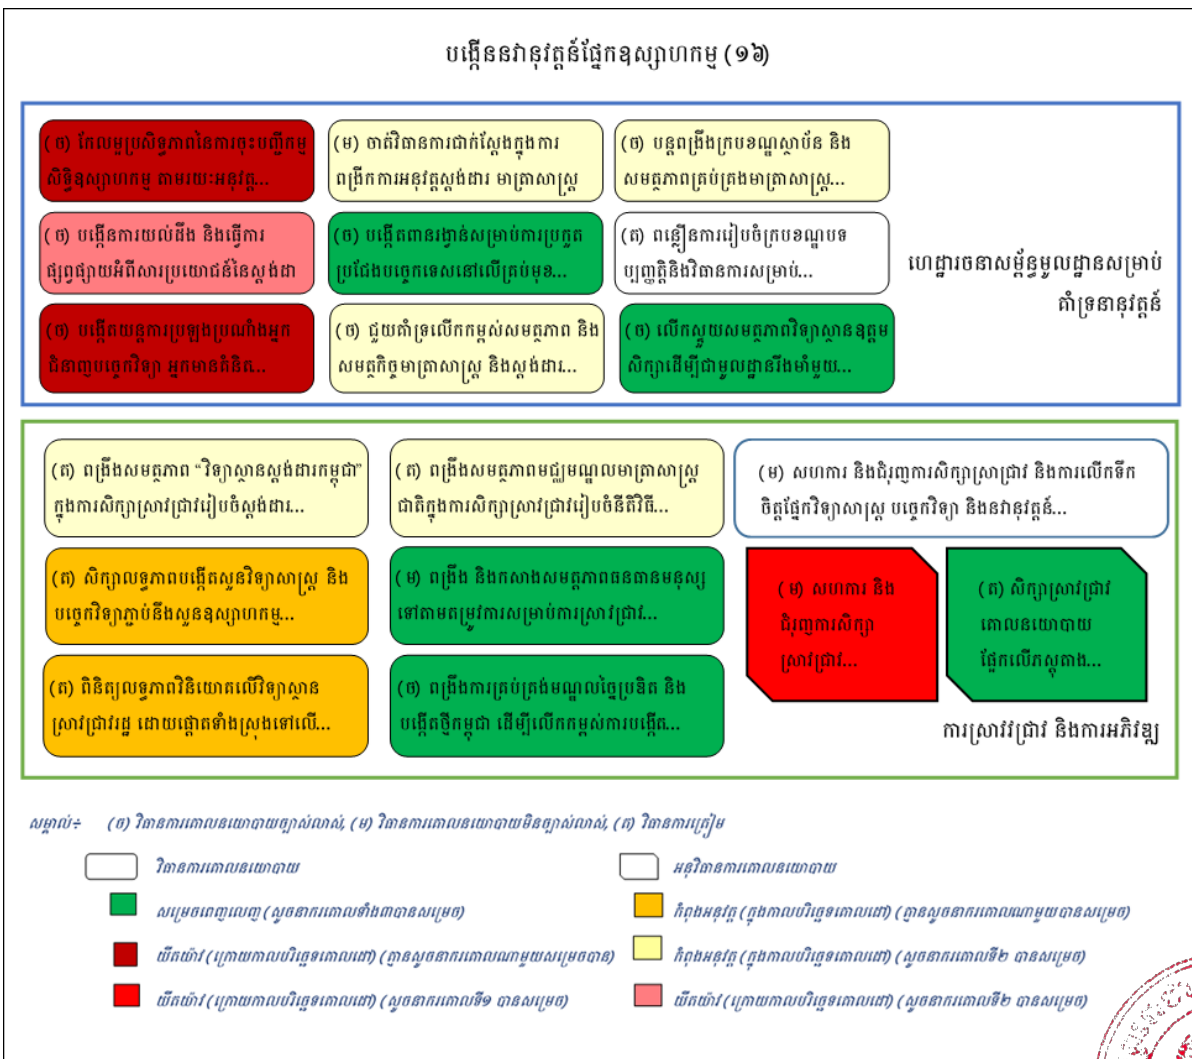 បង្កើននវានុវត្តន៍ផ្នែកឧស្សាហកម្ម (១៦)
(ច) កែលម្អប្រសិទ្ធភាពនៃការចុះបញ្ជីកម្ម
សិទ្ធិឧស្សាហកម្ម តាមរយៈអនុវត្ត...
(ម) ចាត់វិធានការជាក់ស្តែងក្នុងការ
ពង្រីកការអនុវត្តស្តង់ដារ មាត្រាសាស្ត្រ
(ច) បន្តពង្រឹងក្របខណ្ឌស្ថាប័ន និង
សមត្ថភាពគ្រប់គ្រងមាត្រាសាស្ត្រ...
(ច) បង្កើនការយល់ដឹង និងធ្វើការ
ផ្សព្វផ្សាយអំពីសារប្រយោជន៍នៃស្តង់ដា
(ច) បង្កើតពានរង្វាន់សម្រាប់ការប្រកួត
ប្រជែងបច្ចេកទេសនៅលើគ្រប់មុខ...
(ត) ពន្លឿនការរៀបចំក្របខណ្ឌបទ
ប្បញ្ញត្តិនិងវិធានការសម្រាប់...
ហេដ្ឋារចនាសម្ព័ន្ធមូលដ្ឋានសម្រាប់
គាំទ្រនានុវត្តន៍
(ច) បង្កើតយន្តការប្រឡងប្រណាំងអ្នក
ជំនាញបច្ចេកវិទ្យា អ្នកមានគំនិត...
(ច) ជួយគាំទ្រលើកកម្ពស់សមត្ថភាព និង
សមត្ថកិច្ចមាត្រាសាស្ត្រ និងស្តង់ដារ...
(ច) លើកស្ទួយសមត្ថភាពវិទ្យាស្ថានឧត្តម
សិក្សាដើម្បីជាមូលដ្ឋានរឹងមាំមួយ...
(ត) ពង្រឹងសមត្ថភាព “វិទ្យាស្ថានស្តង់ដារកម្ពុជា”
ក្នុងការសិក្សាស្រាវជ្រាវរៀបចំស្តង់ដារ...
(ត) ពង្រឹងសមត្ថភាពមជ្ឈមណ្ឌលមាត្រាសាស្ត្រ
ជាតិក្នុងការសិក្សាស្រាវជ្រាវរៀបចំនីតិវិធី...
(ម) សហការ និងជំរុញការសិក្សាស្រាជ្រាវ និងការលើកទឹក
ចិត្តផ្នែកវិទ្យាសាស្ត្រ បច្ចេកវិទ្យា និងនវានុវត្តន៍...
(ត) សិក្សាលទ្ធភាពបង្កើតសួនវិទ្យាសាស្ត្រ និង
បច្ចេកវិទ្យាភ្ជាប់នឹងសួនឧស្សាហកម្ម...
(ម) ពង្រឹង និងកសាងសមត្ថភាពធនធានមនុស្ស
ទៅតាមតម្រូវការសម្រាប់ការស្រាវជ្រាវ...
(ម) សហការ និង
ជំរុញការសិក្សា
ស្រាវជ្រាវ...
(ត) សិក្សាស្រាវជ្រាវ
គោលនយោបាយ
ផ្អែកលើភស្តុតាង...
(ត) ពិនិត្យលទ្ធភាពវិនិយោគលើវិទ្យាស្ថាន
ស្រាវជ្រាវរដ្ឋ ដោយផ្តោតទាំងស្រុងទៅលើ...
(ច) ពង្រឹងការគ្រប់គ្រង់មណ្ឌលច្នៃប្រឌិត និង
បង្កើតថ្មីកម្ពុជា ដើម្បីលើកកម្ពស់ការបង្កើត...
ការស្រាវវជ្រាវ និងការអភិវឌ្ឍ
សម្គាល់÷ (ច) វិធានការគោលនយោបាយច្បាស់លាស់, (ម) វិធានការគោលនយោបាយមិនច្បាស់លាស់, (ត) វិធានការត្រៀម
វិធានការគោលនយោបាយ
អនុវិធានការគោលនយោបាយ
សម្រេចពេញលេញ (សូចនាករគោលទាំង៣បានសម្រេច)
កំពុងអនុវត្ត (ក្នុងកាលបរិច្ឆេទគោលដៅ) (គ្មានសូចនាករគោលណាមួយបានសម្រេច)
យឺតយ៉ាវ (ក្រោយកាលបរិច្ឆេទគោលដៅ) (គ្មានសូចនាករគោលណាមួយសម្រេចបាន)
កំពុងអនុវត្ត (ក្នុងកាលបរិច្ឆេទគោលដៅ) (សូចនាករគោលទី២ បានសម្រេច)
យឺតយ៉ាវ (ក្រោយកាលបរិច្ឆេទគោលដៅ) (សូចនាករគោលទី១ បានសម្រេច)
យឺតយ៉ាវ (ក្រោយកាលបរិច្ឆេទគោលដៅ) (សូចនាករគោលទី២ បានសម្រេច)